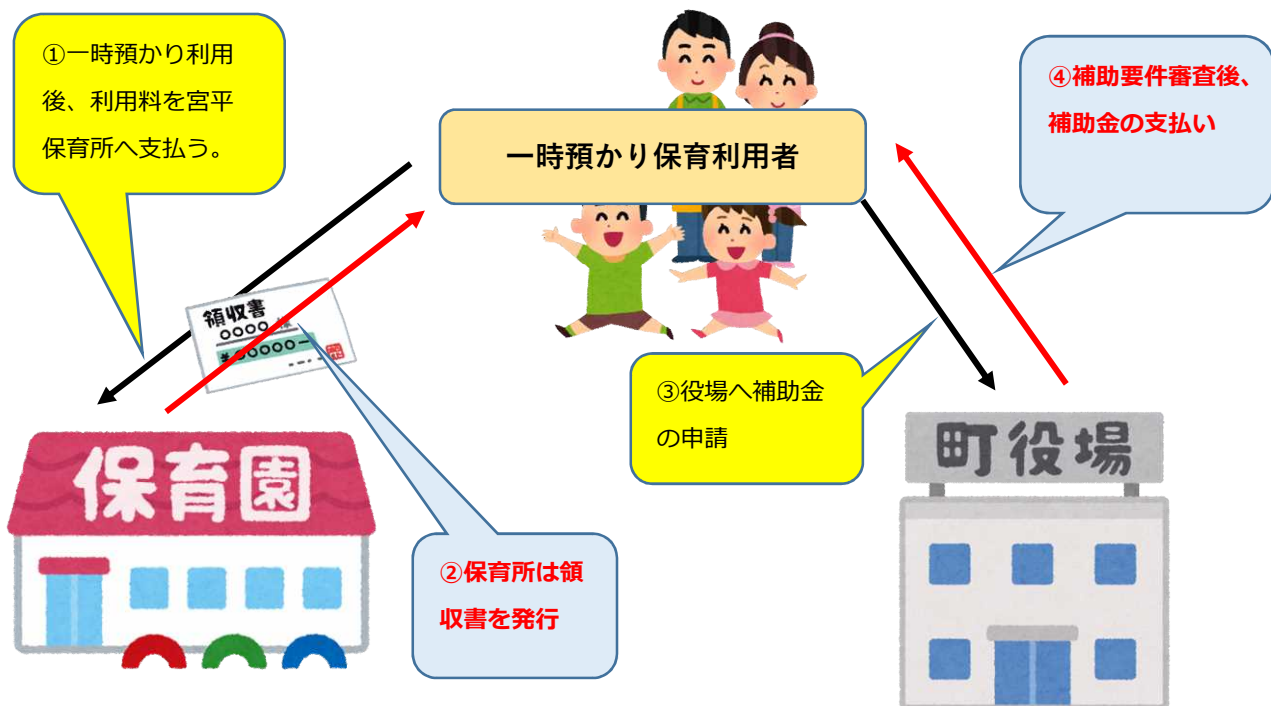 ①一時預かり利用
後、利用料を宮平
保育所へ支払う。
一時預かり保育利用者
④補助要件審査後、
補助金の支払い
領収書
○○○○ 様
¥○○○○○ー
③役場へ補助金
の申請
保育園
町役場
②保育所は領
収書を発行